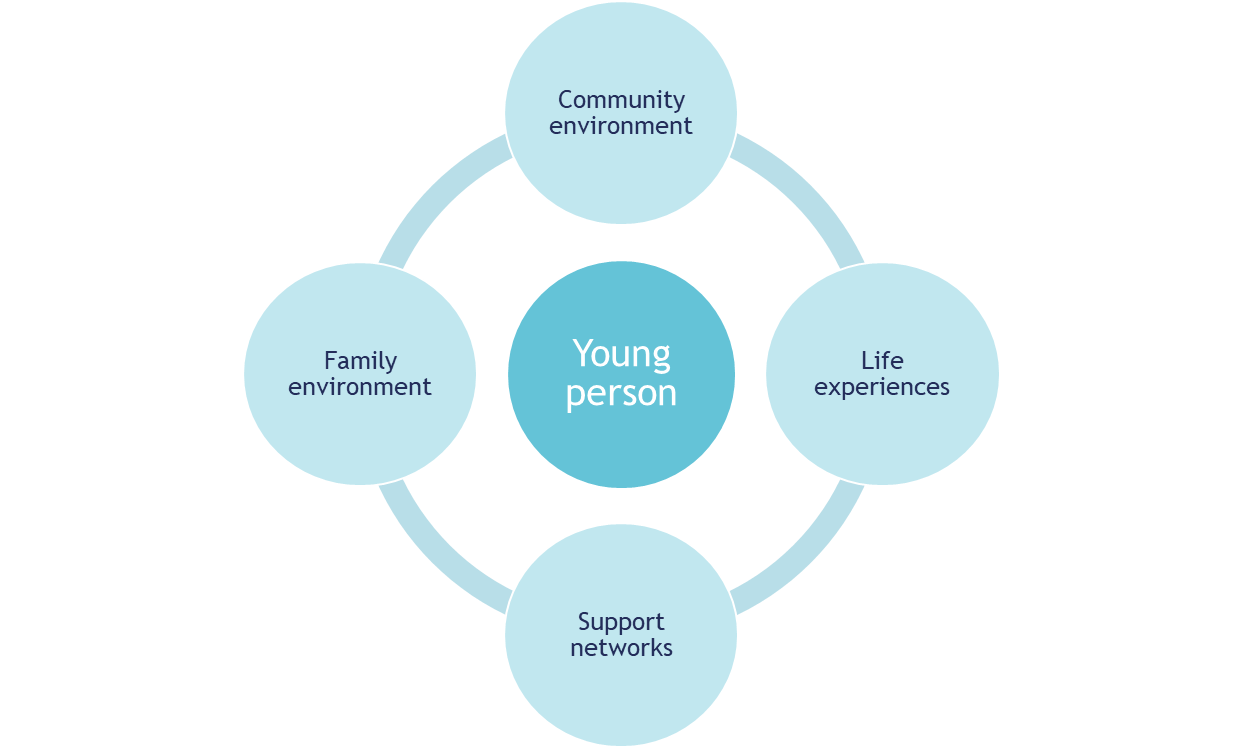 Community
environment
Family
environment
Young
person
Life
experiences
Support
networks